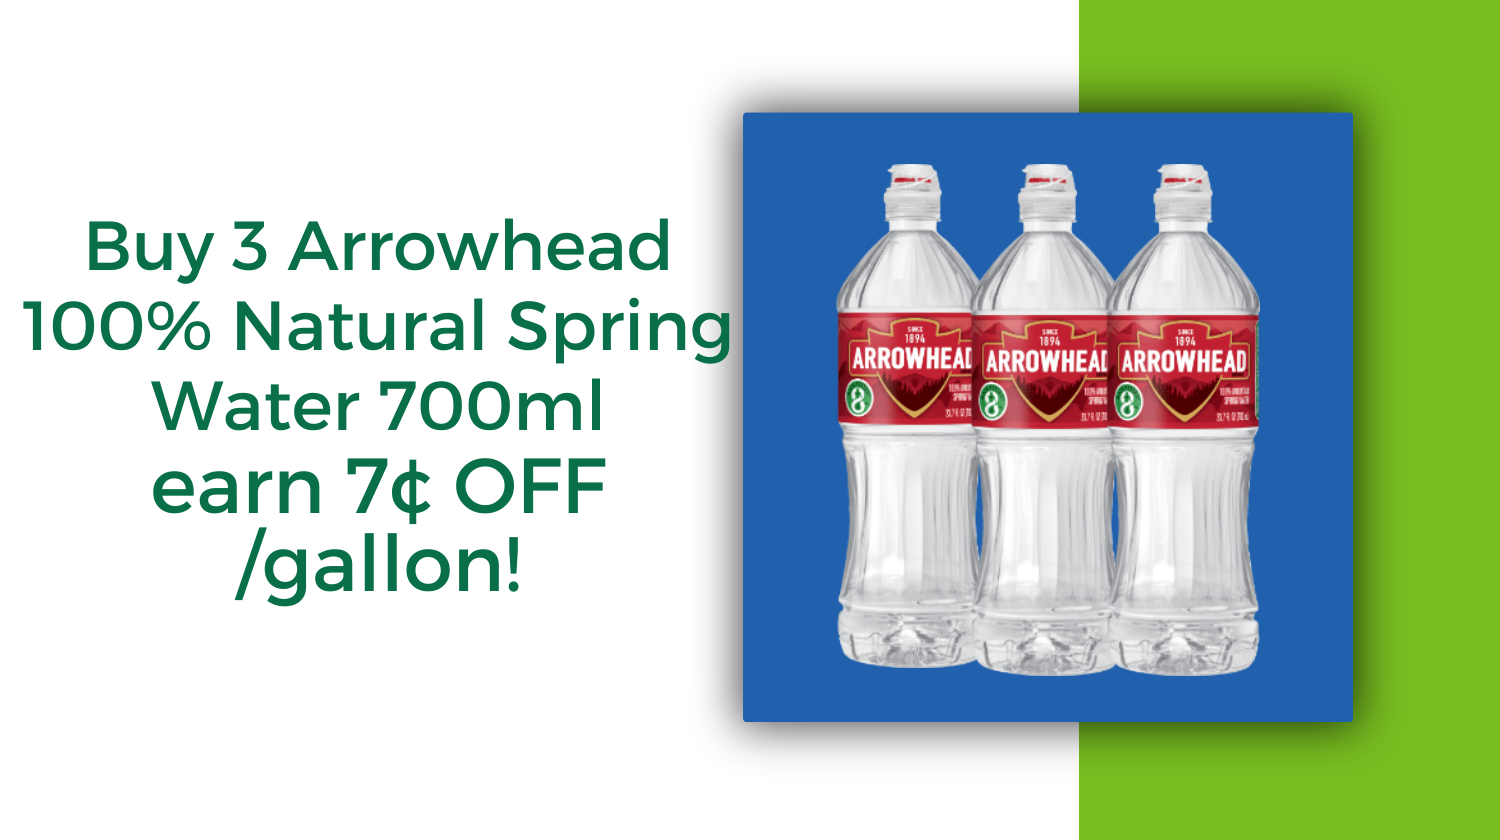 Buy 3 Arrowhead
100% Natural Spring
Water 700ml
earn 7¢ OFF
/gallon!
SINCE
1894
ARROWHEAD
SINCE
1894
ARROWHEAD
SINCE
1894
ARROWHEAD